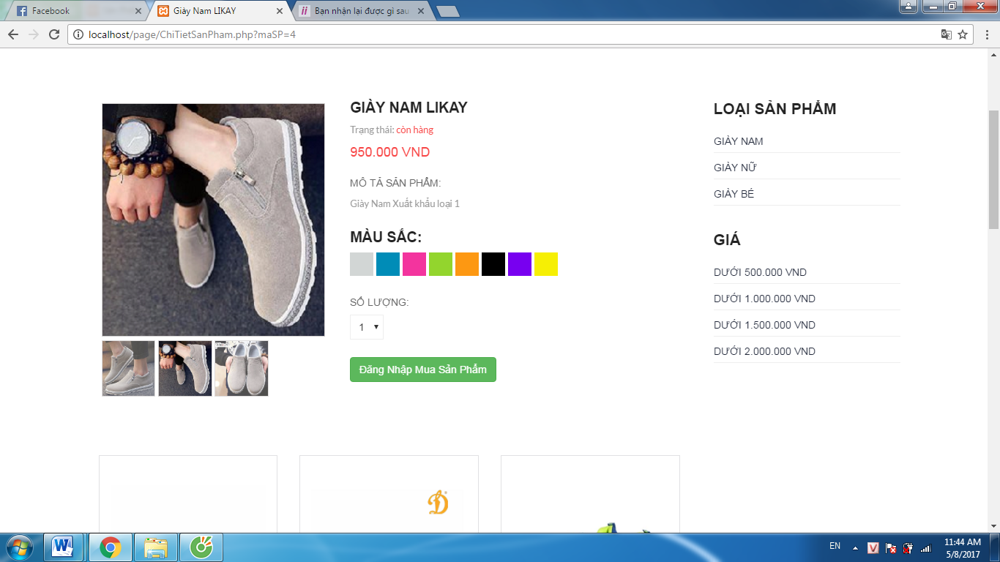 Facebook
Giày Nam LIKAY
Bạn nhận lại được gì sau
localhost/page/ChiTietSanPham.php?maSP=4
GIÀY NAM LIKAY
Trạng thái: còn hàng
950.000 VND
MÔ TẢ SẢN PHẨM:
Giày Nam Xuất khẩu loại 1
MÀU SẮC:
SỐ LƯỢNG:
1
Đăng Nhập Mua Sản Phẩm
LOẠI SẢN PHẨM
GIÀY NAM
GIÀY NỮ
GIÀY BÉ
GIÁ
DƯỚI 500.000 VND
DƯỚI 1.000.000 VND
DƯỚI 1.500.000 VND
DƯỚI 2.000.000 VND
EN
11:44 AM
5/8/2017